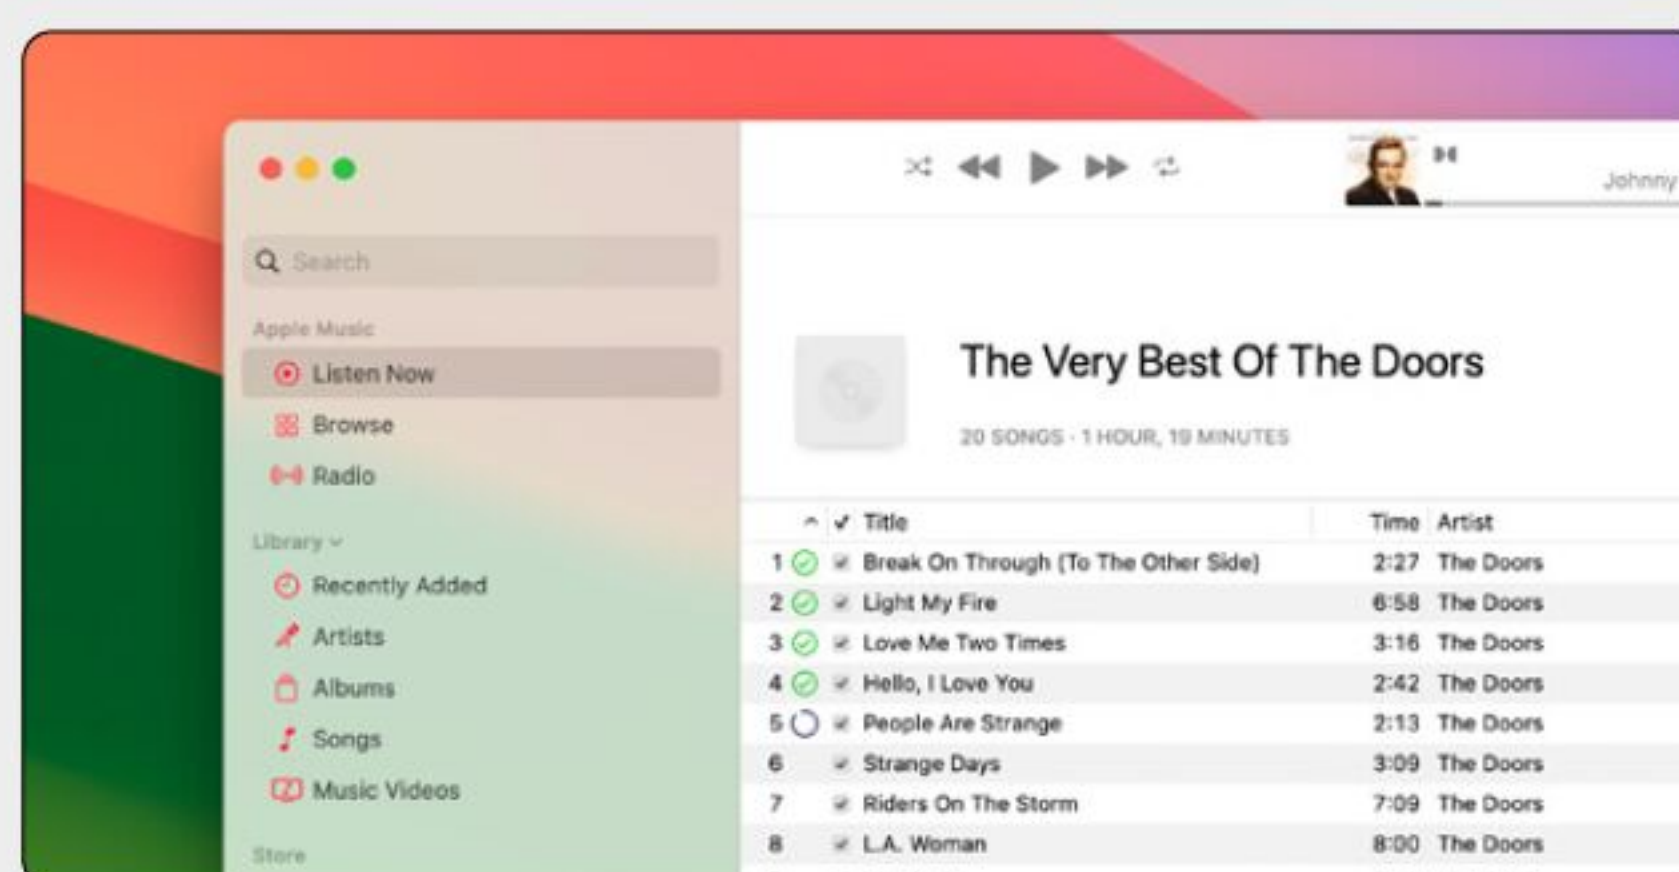 Search
Apple Music
Listen Now
Browse
Radio
Library
Recently Added
Artists
Albums
Songs
Music Videos
Store
Johnny
The Very Best Of The Doors
20 SONGS · 1 HOUR, 19 MINUTES
Title Time Artist
1 Break On Through (To The Other Side) 2:27 The Doors
2 Light My Fire 6:58 The Doors
3 Love Me Two Times 3:16 The Doors
4 Hello, I Love You 2:42 The Doors
5 People Are Strange 2:13 The Doors
6 Strange Days 3:09 The Doors
7 Riders On The Storm 7:09 The Doors
8 L.A. Woman 8:00 The Doors